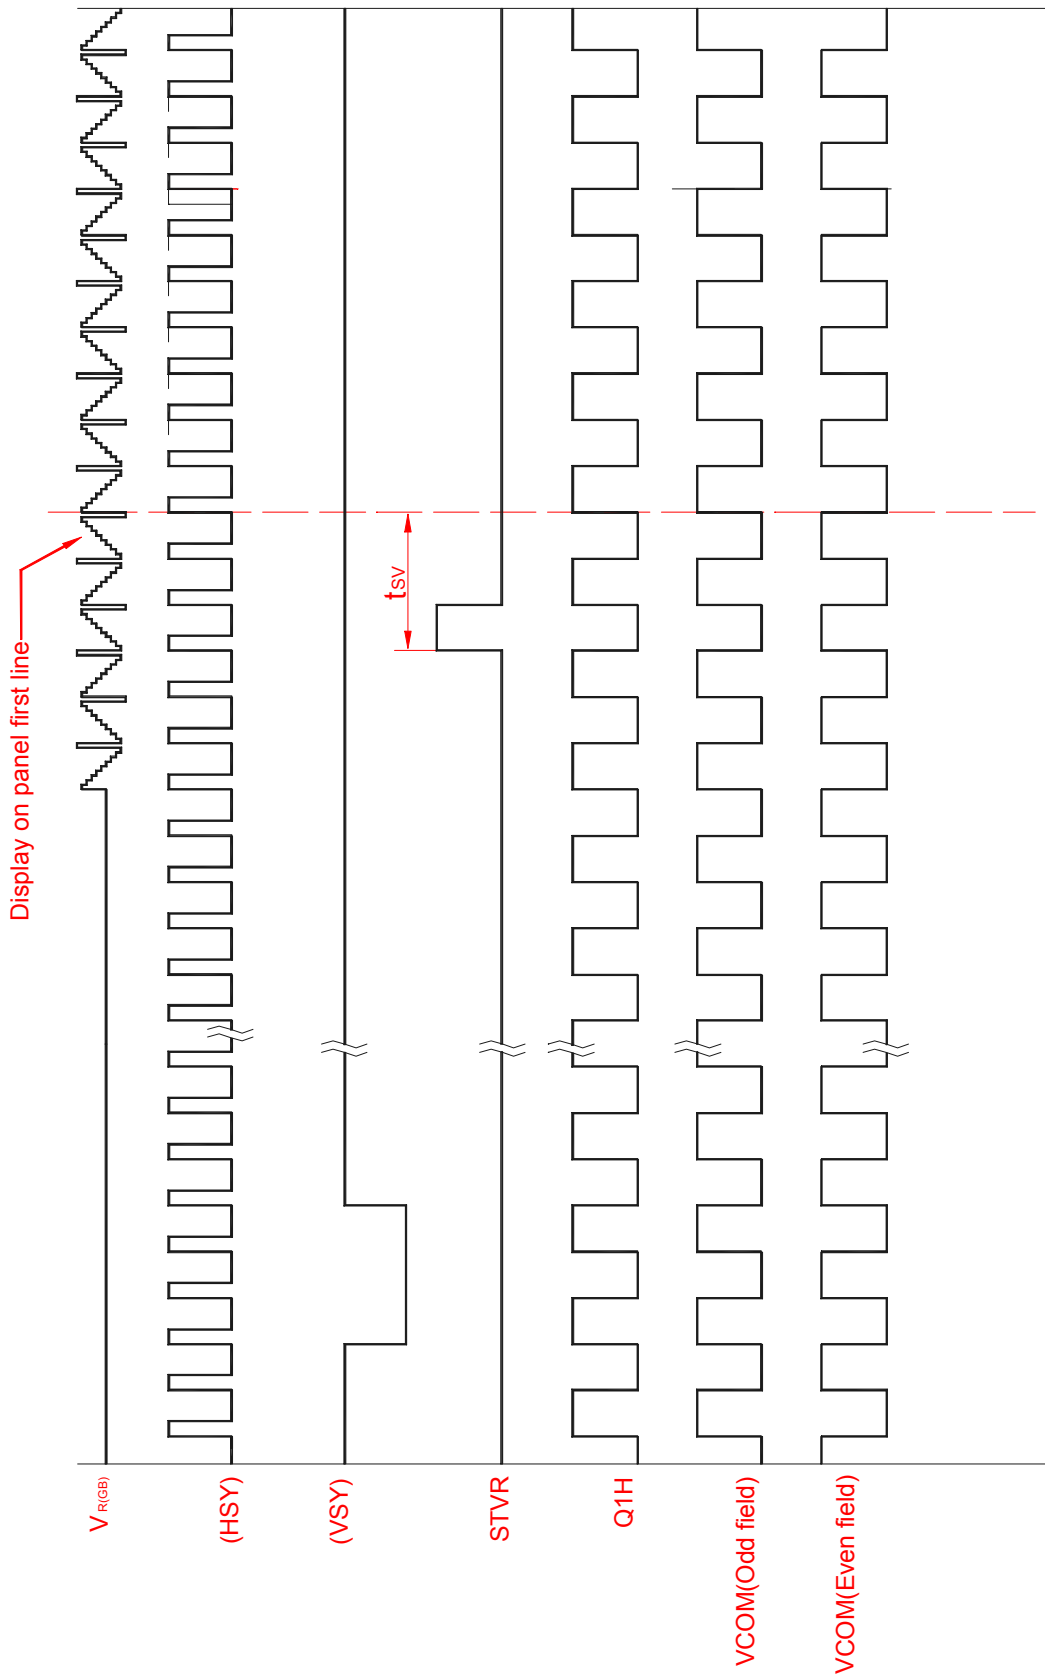 Display on panel first line
tsv
VR(GB)
(HSY)
(VSY)
STVR
Q1H
VCOM(Odd field)
VCOM(Even field)